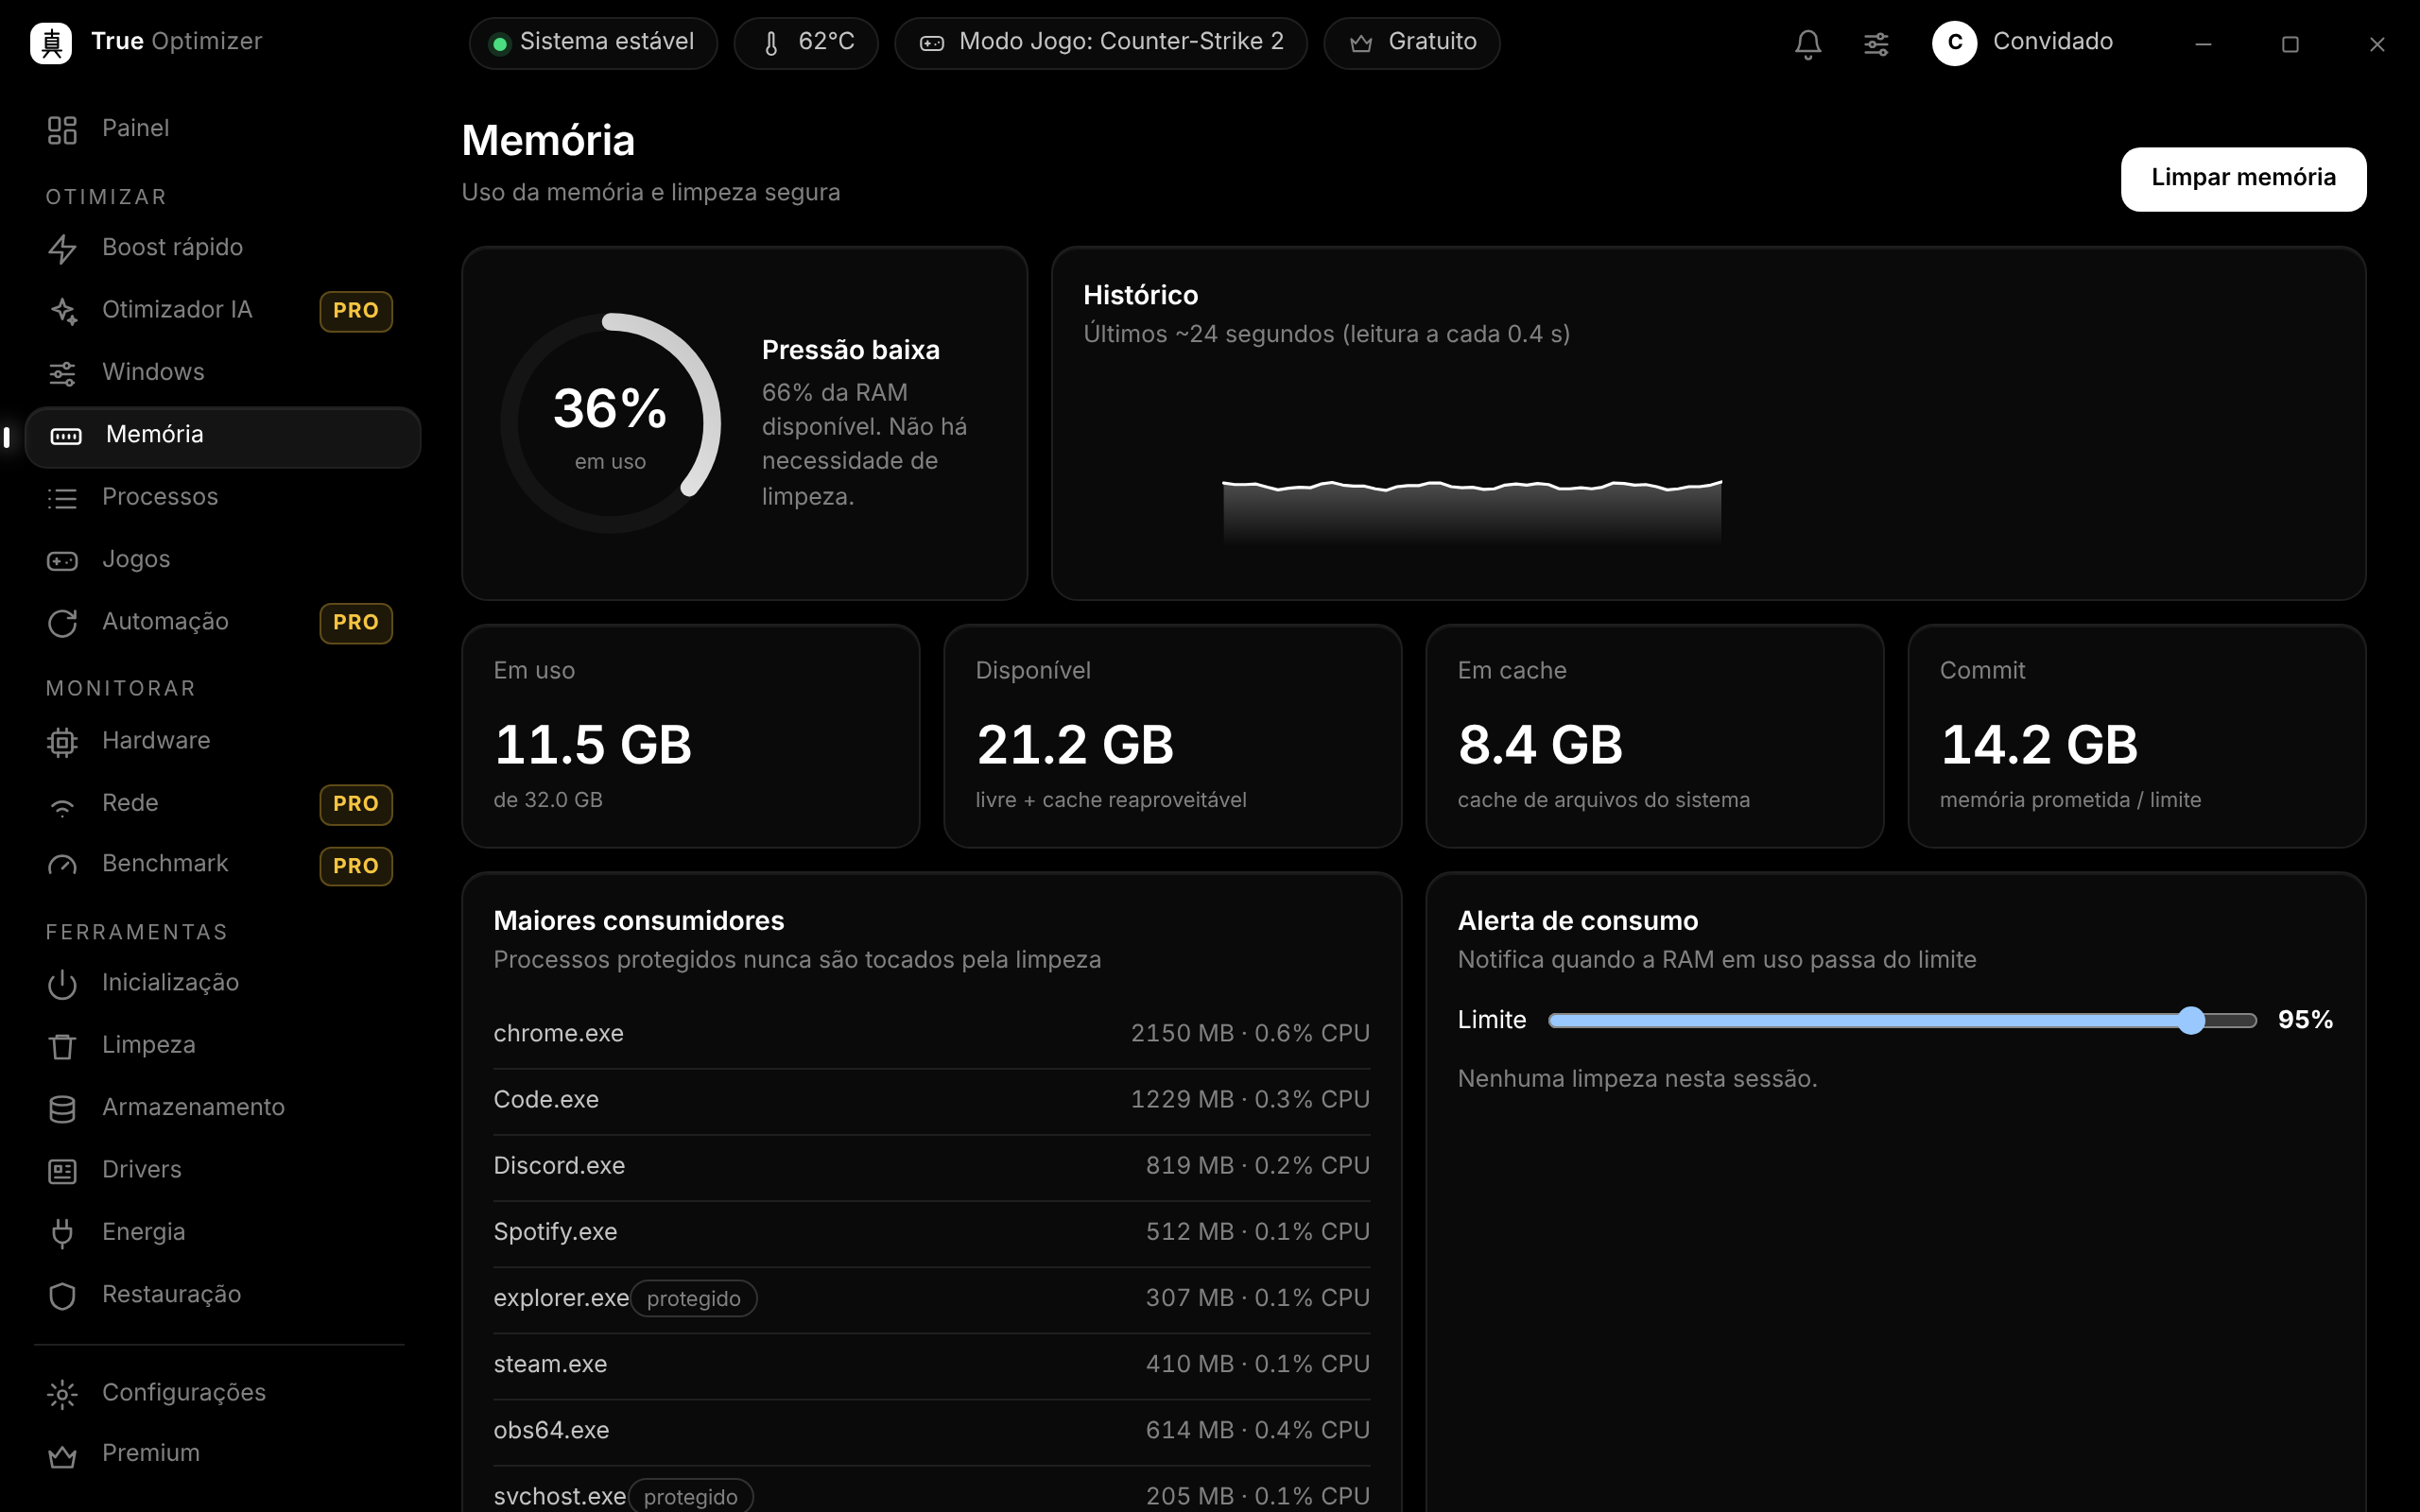 真
True Optimizer
Sistema estável
62°C
Modo Jogo: Counter-Strike 2
Gratuito
C
Convidado
Painel
OTIMIZAR
Boost rápido
Otimizador IA
PRO
Windows
Memória
Processos
Jogos
Automação
PRO
MONITORAR
Hardware
Rede
PRO
Benchmark
PRO
FERRAMENTAS
Inicialização
Limpeza
Armazenamento
Drivers
Energia
Restauração
Configurações
Premium
Memória
Uso da memória e limpeza segura
Limpar memória
36%
em uso
Pressão baixa
66% da RAM
disponível. Não há
necessidade de
limpeza.
Histórico
Últimos ~24 segundos (leitura a cada 0.4 s)
Em uso
11.5 GB
de 32.0 GB
Disponível
21.2 GB
livre + cache reaproveitável
Em cache
8.4 GB
cache de arquivos do sistema
Commit
14.2 GB
memória prometida / limite
Maiores consumidores
Processos protegidos nunca são tocados pela limpeza
chrome.exe 2150 MB · 0.6% CPU
Code.exe 1229 MB · 0.3% CPU
Discord.exe 819 MB · 0.2% CPU
Spotify.exe 512 MB · 0.1% CPU
explorer.exe protegido 307 MB · 0.1% CPU
steam.exe 410 MB · 0.1% CPU
obs64.exe 614 MB · 0.4% CPU
svchost.exe protegido 205 MB · 0.1% CPU
Alerta de consumo
Notifica quando a RAM em uso passa do limite
Limite 95%
Nenhuma limpeza nesta sessão.